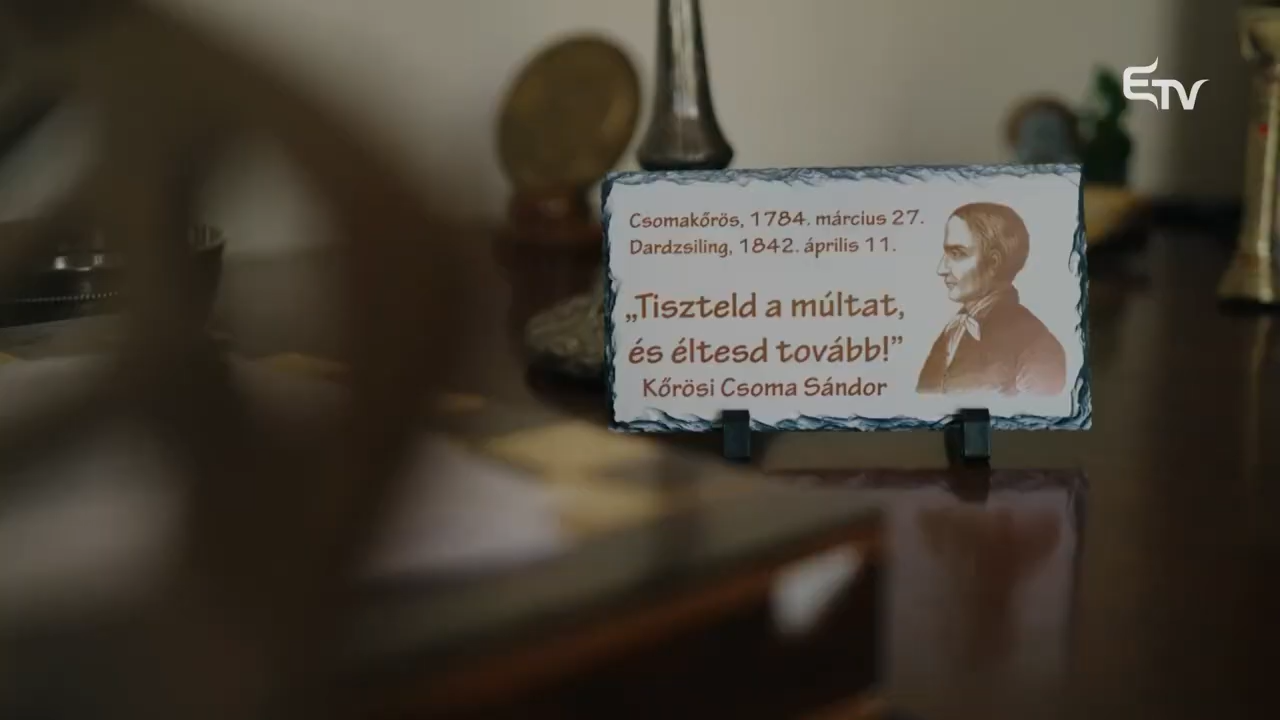 ETV
Csomakőrös, 1784. március 27.
Dardzsiling, 1842. április 11.
„Tiszteld a múltat,
és éltesd tovább!”
Kőrösi Csoma Sándor